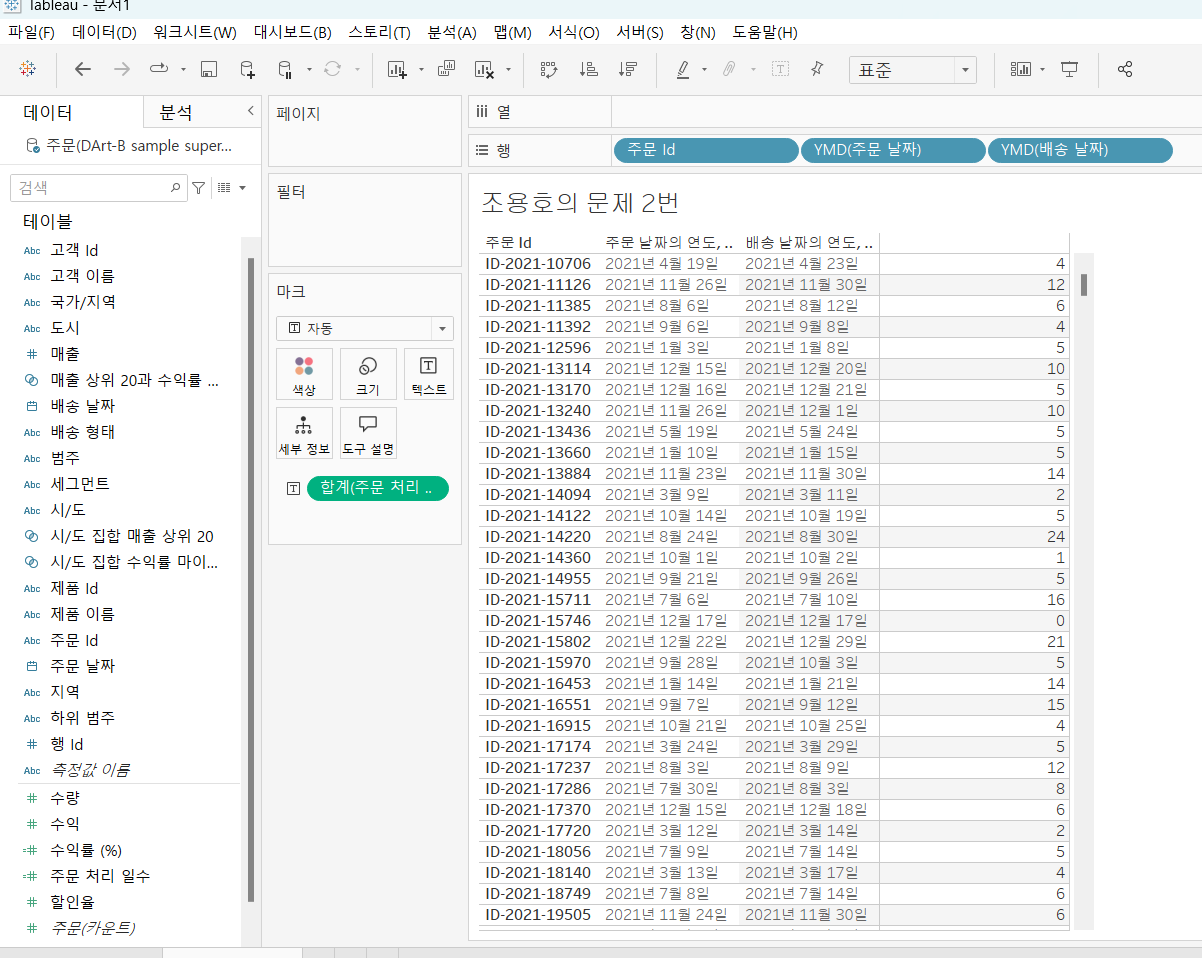 Tableau - 문서1
파일(F) 데이터(D) 워크시트(W) 대시보드(B) 스토리(T) 분석(A) 맵(M) 서식(O) 서버(S) 창(N) 도움말(H)
표준
데이터 분석
주문(DArt-B sample super...
검색
테이블
Abc 고객 Id
Abc 고객 이름
Abc 국가/지역
Abc 도시
# 매출
매출 상위 20과 수익률 ...
배송 날짜
Abc 배송 형태
Abc 범주
Abc 세그먼트
Abc 시/도
시/도 집합 매출 상위 20
시/도 집합 수익률 마이...
Abc 제품 Id
Abc 제품 이름
Abc 주문 Id
주문 날짜
Abc 지역
Abc 하위 범주
# 행 Id
Abc 측정값 이름
# 수량
# 수익
=# 수익률 (%)
=# 주문 처리 일수
# 할인율
# 주문(카운트)
페이지
필터
마크
자동
색상 크기 텍스트
세부 정보 도구 설명
합계(주문 처리 ..
열
행 주문 Id YMD(주문 날짜) YMD(배송 날짜)
조용호의 문제 2번
주문 Id 주문 날짜의 연도, .. 배송 날짜의 연도, ..
ID-2021-10706 2021년 4월 19일 2021년 4월 23일 4
ID-2021-11126 2021년 11월 26일 2021년 11월 30일 12
ID-2021-11385 2021년 8월 6일 2021년 8월 12일 6
ID-2021-11392 2021년 9월 6일 2021년 9월 8일 4
ID-2021-12596 2021년 1월 3일 2021년 1월 8일 5
ID-2021-13114 2021년 12월 15일 2021년 12월 20일 10
ID-2021-13170 2021년 12월 16일 2021년 12월 21일 5
ID-2021-13240 2021년 11월 26일 2021년 12월 1일 10
ID-2021-13436 2021년 5월 19일 2021년 5월 24일 5
ID-2021-13660 2021년 1월 10일 2021년 1월 15일 5
ID-2021-13884 2021년 11월 23일 2021년 11월 30일 14
ID-2021-14094 2021년 3월 9일 2021년 3월 11일 2
ID-2021-14122 2021년 10월 14일 2021년 10월 19일 5
ID-2021-14220 2021년 8월 24일 2021년 8월 30일 24
ID-2021-14360 2021년 10월 1일 2021년 10월 2일 1
ID-2021-14955 2021년 9월 21일 2021년 9월 26일 5
ID-2021-15711 2021년 7월 6일 2021년 7월 10일 16
ID-2021-15746 2021년 12월 17일 2021년 12월 17일 0
ID-2021-15802 2021년 12월 22일 2021년 12월 29일 21
ID-2021-15970 2021년 9월 28일 2021년 10월 3일 5
ID-2021-16453 2021년 1월 14일 2021년 1월 21일 14
ID-2021-16551 2021년 9월 7일 2021년 9월 12일 15
ID-2021-16915 2021년 10월 21일 2021년 10월 25일 4
ID-2021-17174 2021년 3월 24일 2021년 3월 29일 5
ID-2021-17237 2021년 8월 3일 2021년 8월 9일 12
ID-2021-17286 2021년 7월 30일 2021년 8월 3일 8
ID-2021-17370 2021년 12월 15일 2021년 12월 18일 6
ID-2021-17720 2021년 3월 12일 2021년 3월 14일 2
ID-2021-18056 2021년 7월 9일 2021년 7월 14일 5
ID-2021-18140 2021년 3월 13일 2021년 3월 17일 4
ID-2021-18749 2021년 7월 8일 2021년 7월 14일 6
ID-2021-19505 2021년 11월 24일 2021년 11월 30일 6